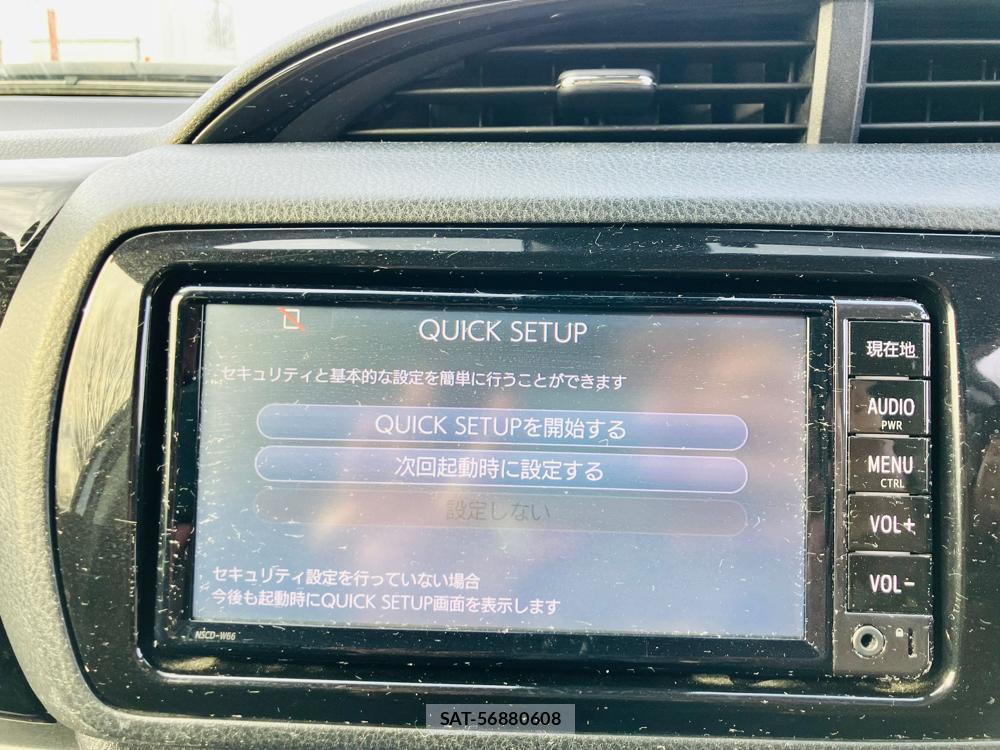 QUICK SETUP
セキュリティと基本的な設定を簡単に行うことができます
QUICK SETUPを開始する
次回起動時に設定する
設定しない
セキュリティ設定を行っていない場合
今後も起動時にQUICK SETUP画面を表示します
NSCD-W66
現在地
AUDIO
PWR
MENU
CTRL
VOL+
VOL-
SAT-56880608